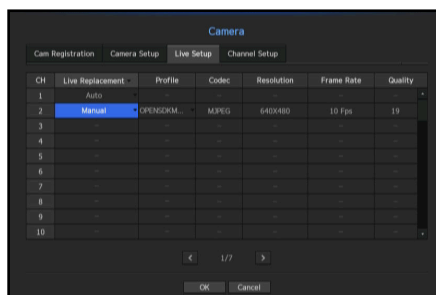 Camera
Cam Registration Camera Setup Live Setup Channel Setup
CH Live Replacement Profile Codec Resolution Frame Rate Quality
1 Auto -- -- -- -- --
2 Manual OPENSDKM... MJPEG 640X480 10 Fps 19
3 -- -- -- -- -- --
4 -- -- -- -- -- --
5 -- -- -- -- -- --
6 -- -- -- -- -- --
7 -- -- -- -- -- --
8 -- -- -- -- -- --
9 -- -- -- -- -- --
10 -- -- -- -- -- --
< 1/7 >
OK Cancel